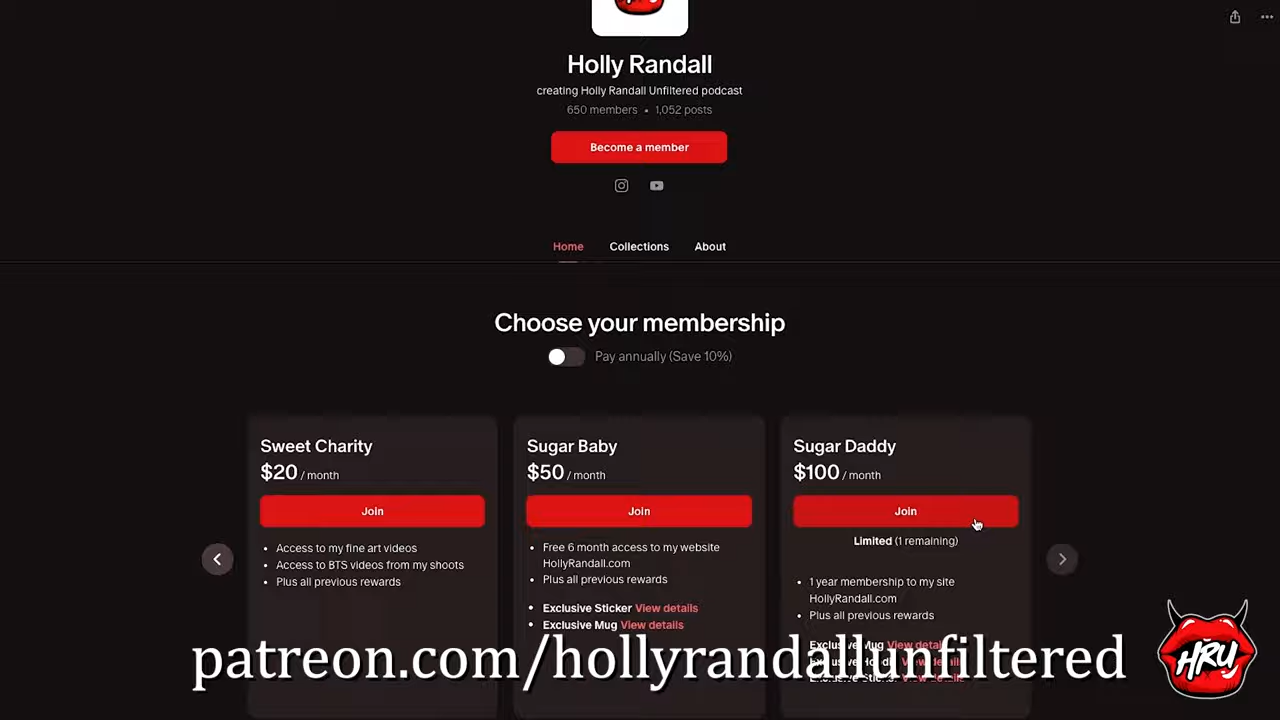 Holly Randall
creating Holly Randall Unfiltered podcast
650 members • 1,052 posts
Become a member
Home Collections About
Choose your membership
Pay annually (Save 10%)
Sweet Charity
$20 / month
Join
• Access to my fine art videos
• Access to BTS videos from my shoots
• Plus all previous rewards
Sugar Baby
$50 / month
Join
• Free 6 month access to my website
HollyRandall.com
• Plus all previous rewards
• Exclusive Sticker View details
• Exclusive Mug View details
Sugar Daddy
$100 / month
Join
Limited (1 remaining)
• 1 year membership to my site
HollyRandall.com
• Plus all previous rewards
Mug View
patreon.com/hollyrandallunfiltered
HRU